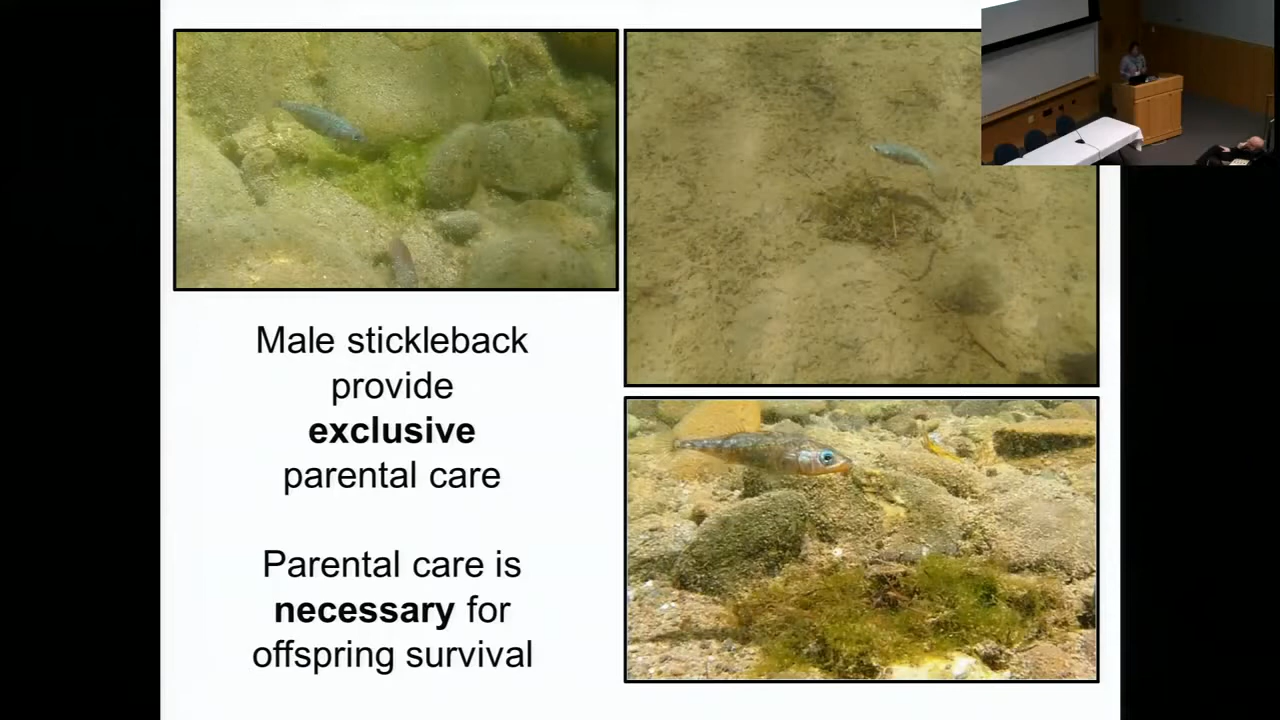 Male stickleback
provide
exclusive
parental care
Parental care is
necessary for
offspring survival